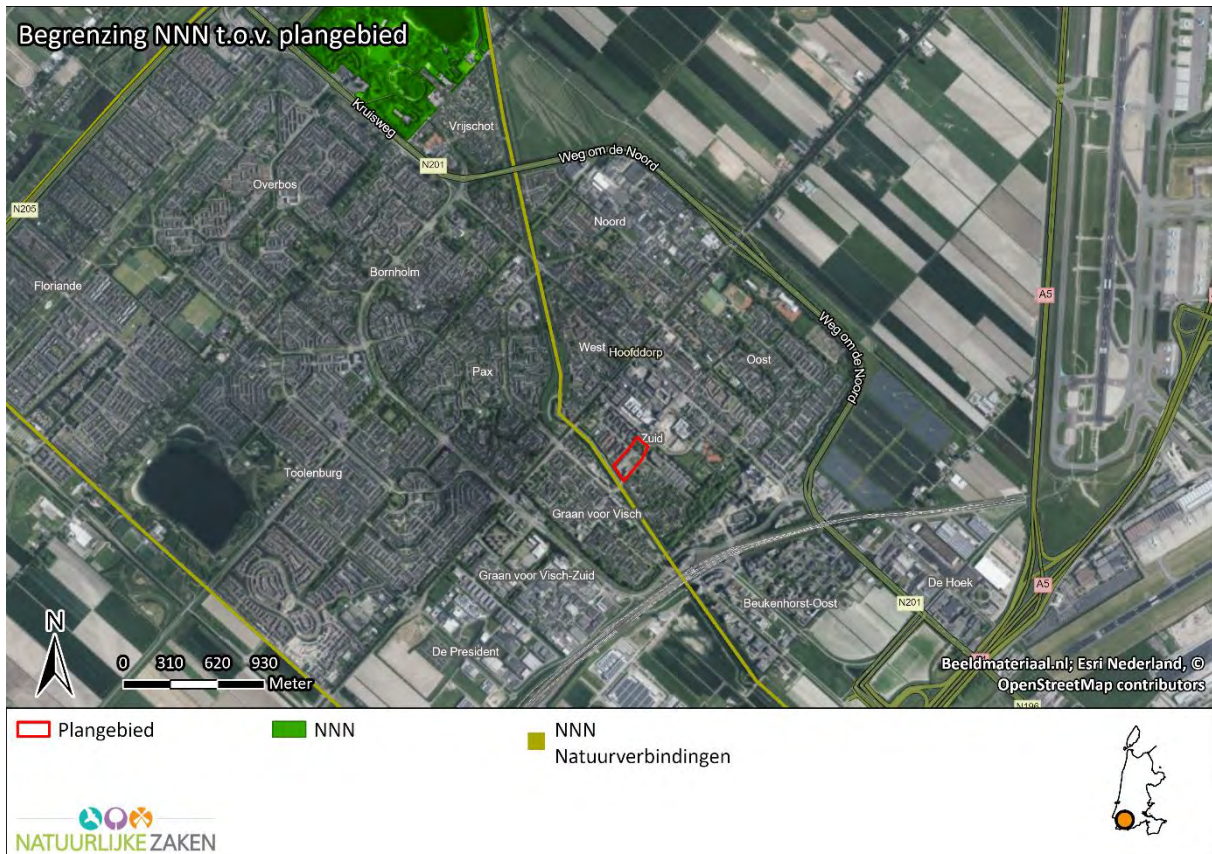 Begrenzing NNN t.o.v. plangebied
Kruisweg
Vrijschot
N201
Weg om de Noord
Overbos
N205
Noord
Bornholm
Floriande
A5
Weg om de Noord
West
Hoofddorp
Oost
Pax
Zuid
Toolenburg
Graan voor Visch
Graan voor Visch-Zuid
De Hoek
A5
Beukenhorst-Oost
N201
N
De President
0 310 620 930
Meter
Beeldmateriaal.nl; Esri Nederland, ©
OpenStreetMap contributors
N196
Plangebied
NNN
NNN
Natuurverbindingen
NATUURLIJKE ZAKEN